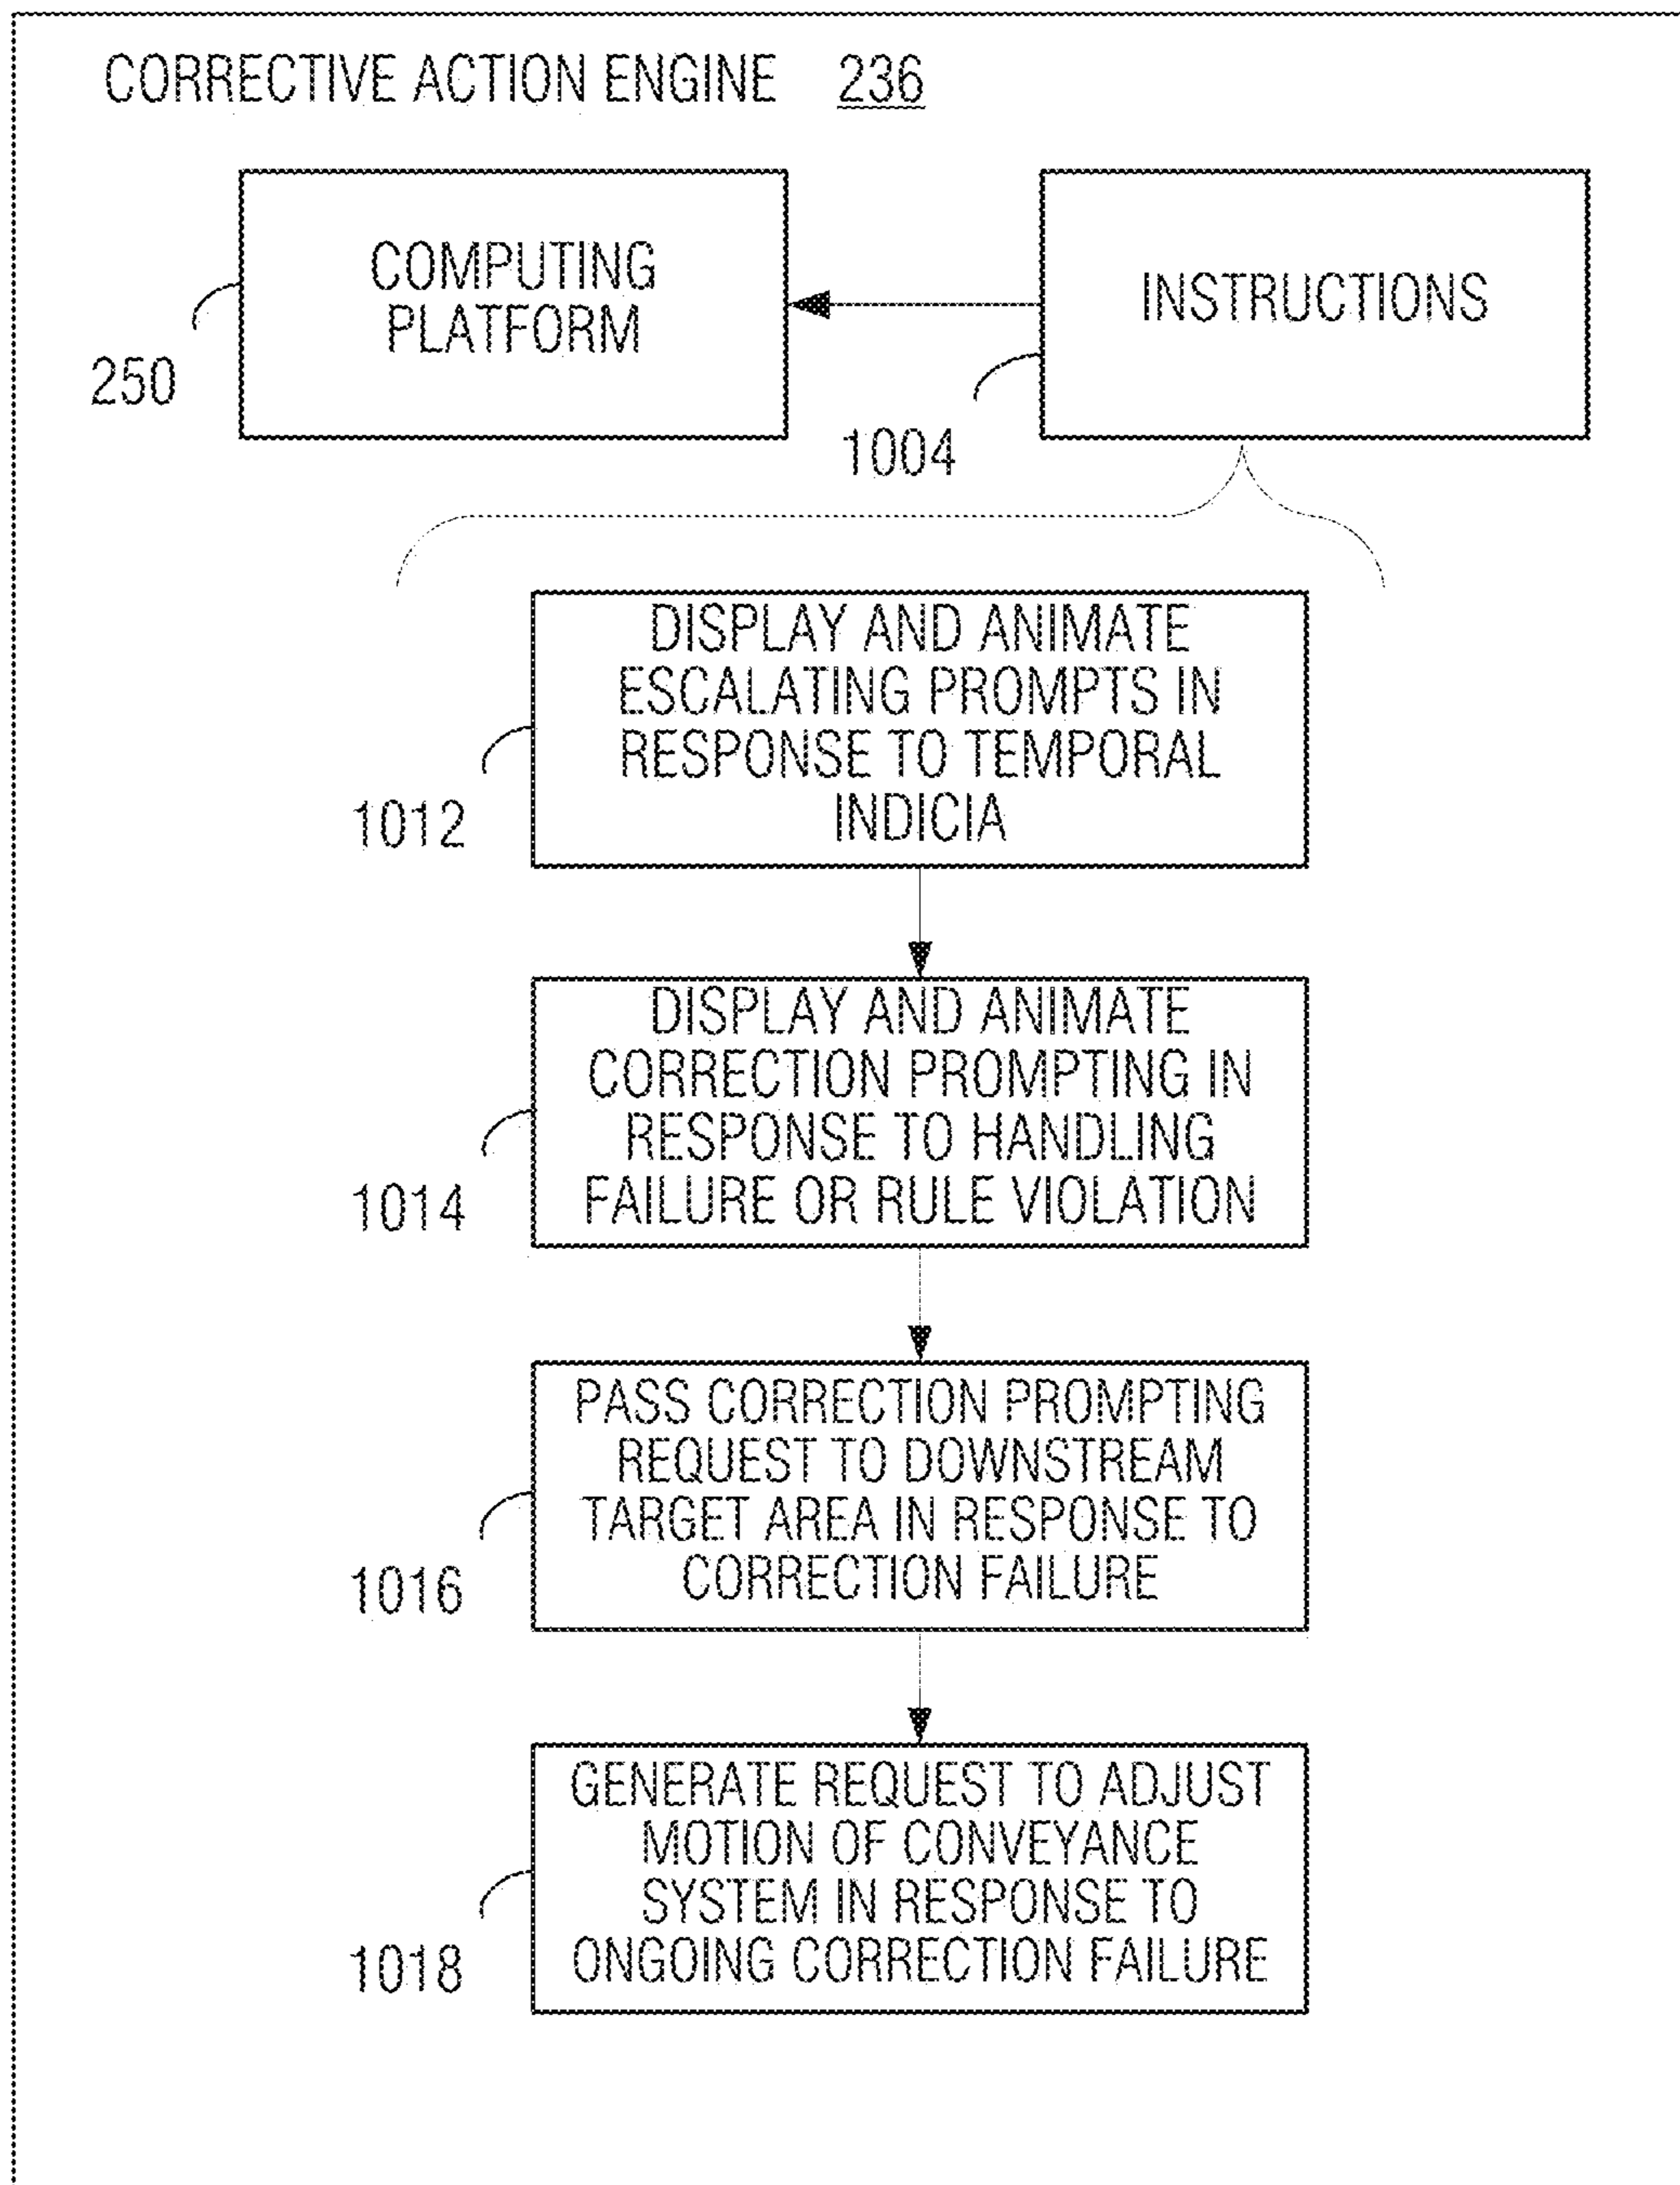 CORRECTIVE ACTION ENGINE 236
COMPUTING
PLATFORM
INSTRUCTIONS
250
1004
DISPLAY AND ANIMATE
ESCALATING PROMPTS IN
RESPONSE TO TEMPORAL
INDICIA
1012
DISPLAY AND ANIMATE
CORRECTION PROMPTING IN
RESPONSE TO HANDLING
FAILURE OR RULE VIOLATION
1014
PASS CORRECTION PROMPTING
REQUEST TO DOWNSTREAM
TARGET AREA IN RESPONSE TO
CORRECTION FAILURE
1016
GENERATE REQUEST TO ADJUST
MOTION OF CONVEYANCE
SYSTEM IN RESPONSE TO
ONGOING CORRECTION FAILURE
1018